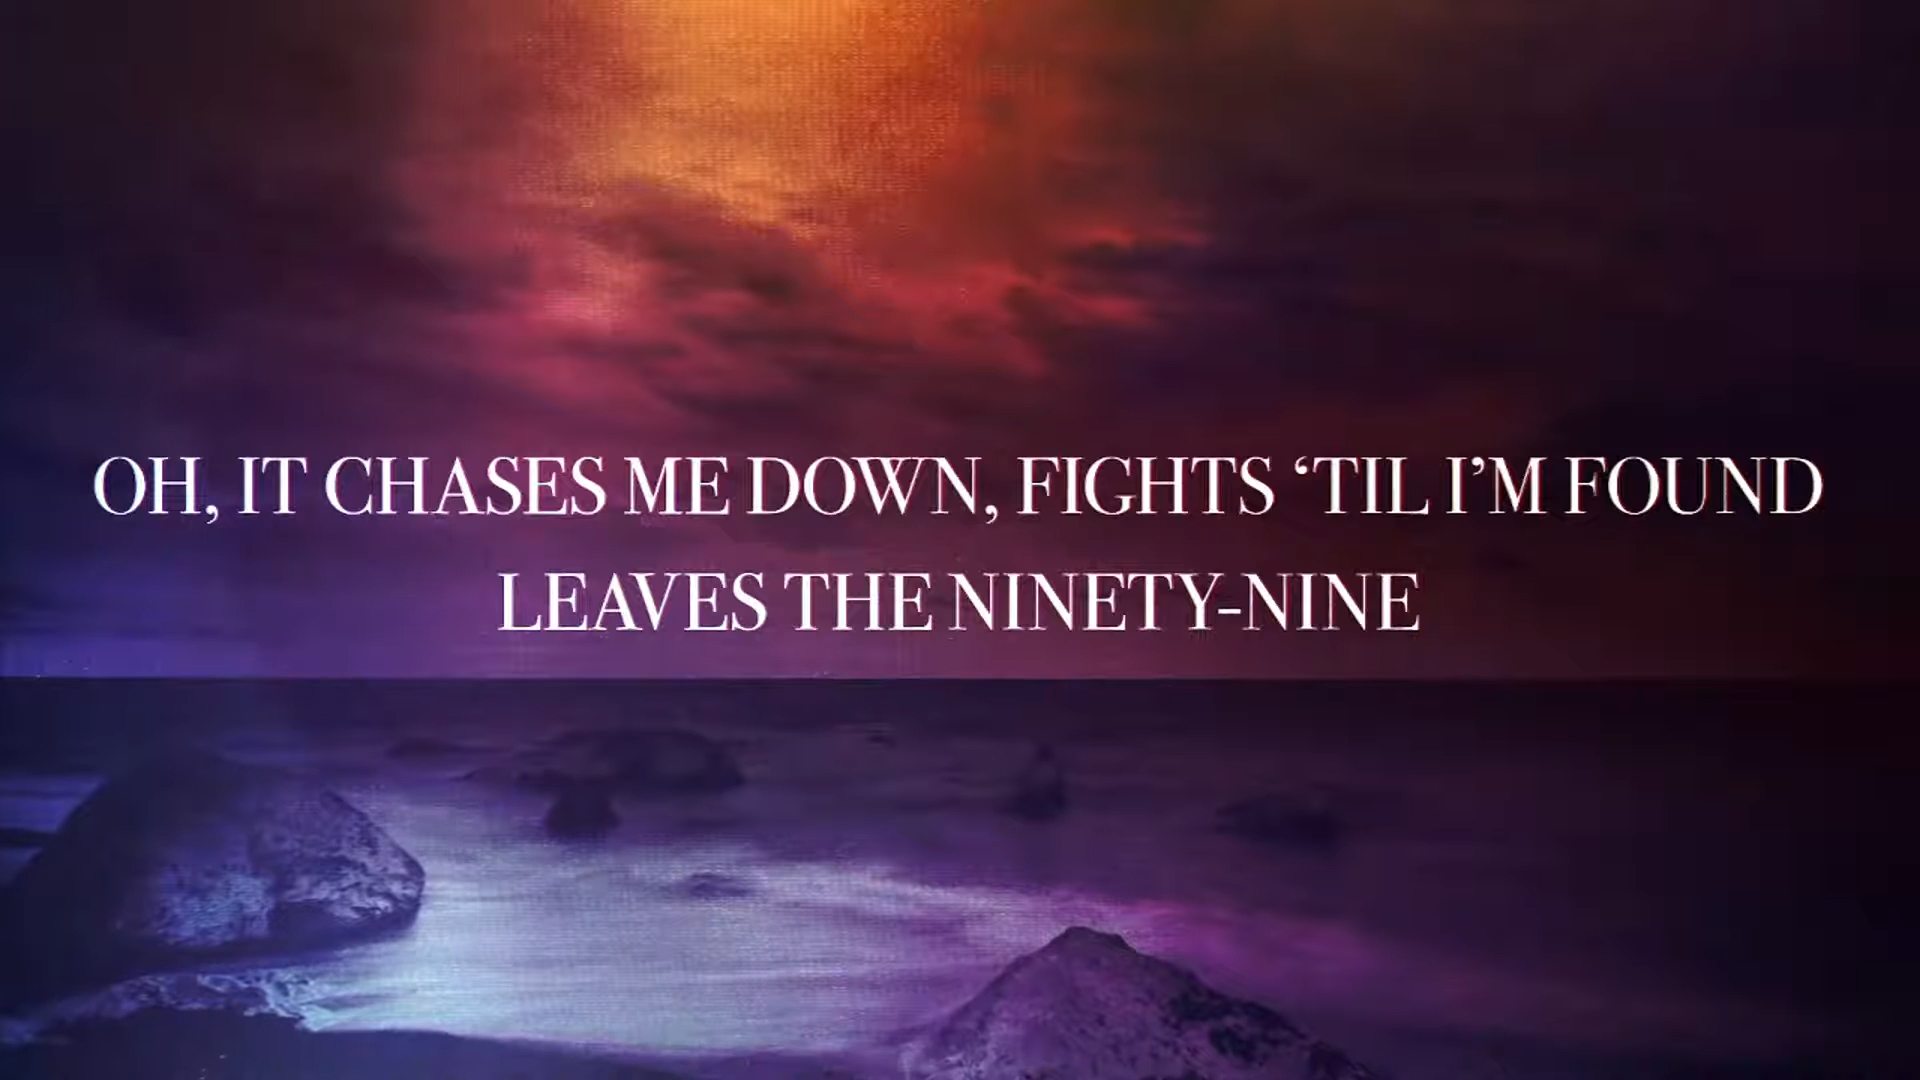 OH, IT CHASES ME DOWN, FIGHTS ‘TIL I’M FOUND
LEAVES THE NINETY-NINE